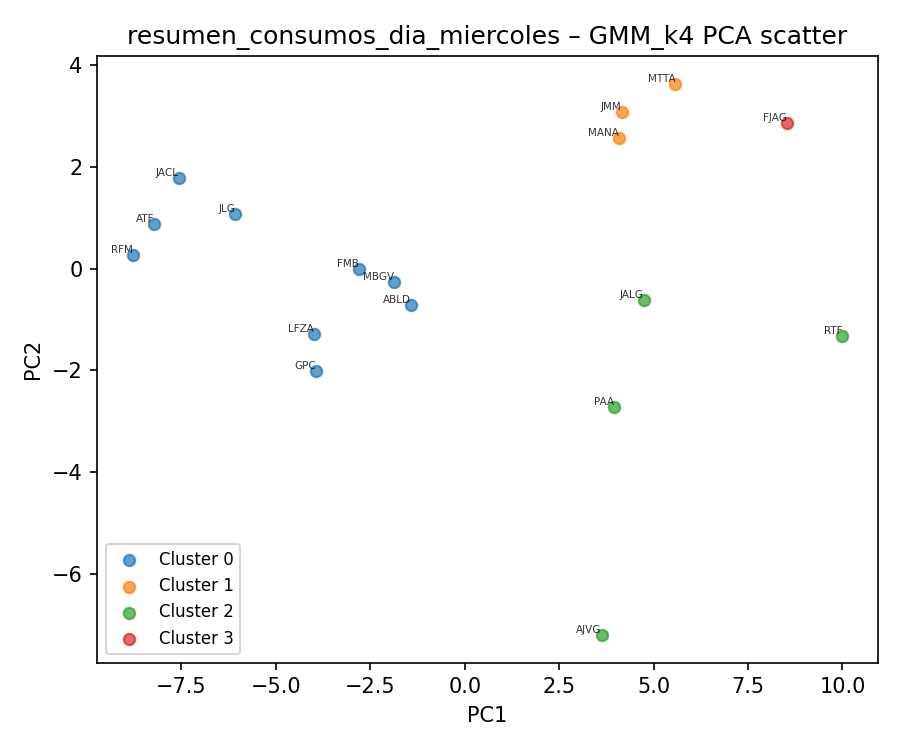 resumen_consumos_dia_miercoles – GMM_k4 PCA scatter
4
2
0
−2
−4
−6
PC2
MTTA
JMM
FJAG
MANA
JACL
JLG
ATF
RFM
FMB
MBGV
JALG
ABLD
LFZA
RTF
GPC
PAA
AJVG
Cluster 0
Cluster 1
Cluster 2
Cluster 3
−7.5
−5.0
−2.5
0.0
2.5
5.0
7.5
10.0
PC1